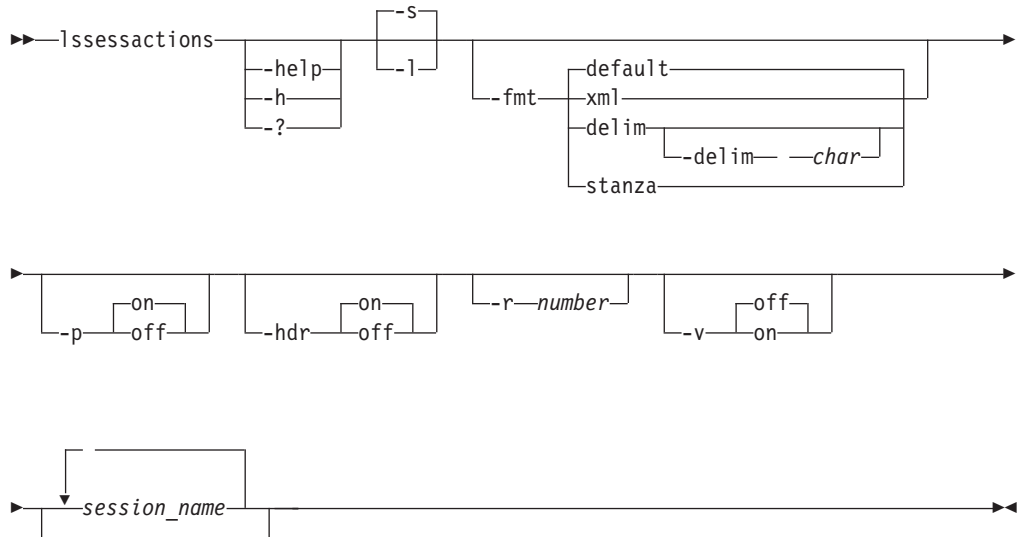 -s
lssessactions
-help
-l
default
-h
-fmt
xml
-?
delim
-delim char
stanza
on
on
off
-p
off
-hdr
off
-r number
-v
on
session_name